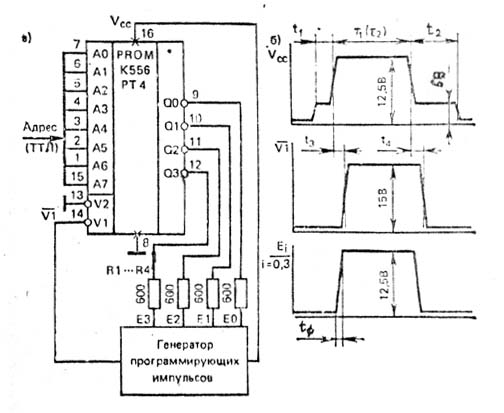 а)
Vcc
16
PROM
К556
РТ4
7 A0
6 A1
5 A2
4 A3
3 A4
2 A5
1 A6
15 A7
13 V2
14 V1
Адрес
(ТТЛ)
V1
Q0 9
Q1 10
Q2 11
Q3 12
8
R1...R4
600 600 600 600
E3 E2 E1 E0
Генератор
программирующих
импульсов
б)
t1 τ1(τ2) t2
Vcc
12,5В
5В
t3 t4
V1
15В
Ei
i=0,3
12,5В
tф